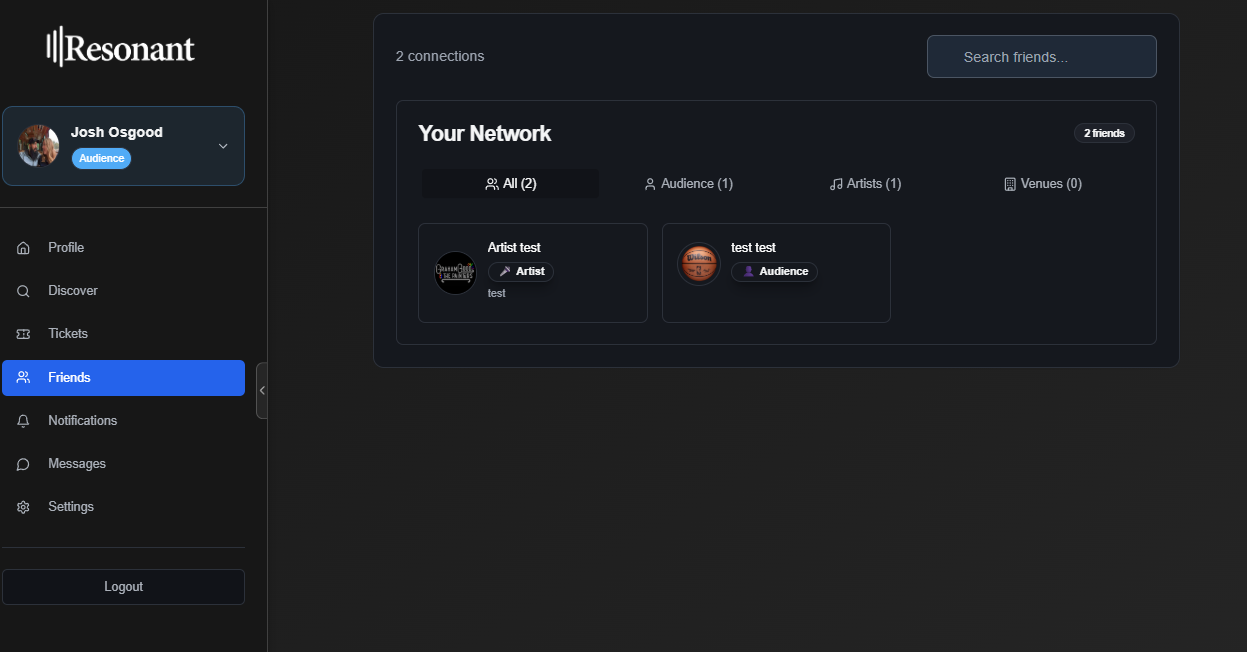 Resonant
Josh Osgood
Audience
Profile
Discover
Tickets
Friends
Notifications
Messages
Settings
Logout
2 connections
Search friends...
Your Network
2 friends
All (2)
Audience (1)
Artists (1)
Venues (0)
Artist test
Artist
test
test test
Audience
Wilson